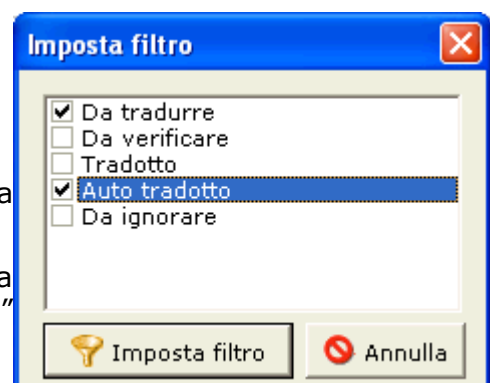 Imposta filtro
Da tradurre
Da verificare
Tradotto
a
Auto tradotto
Da ignorare
a
"
Imposta filtro
Annulla